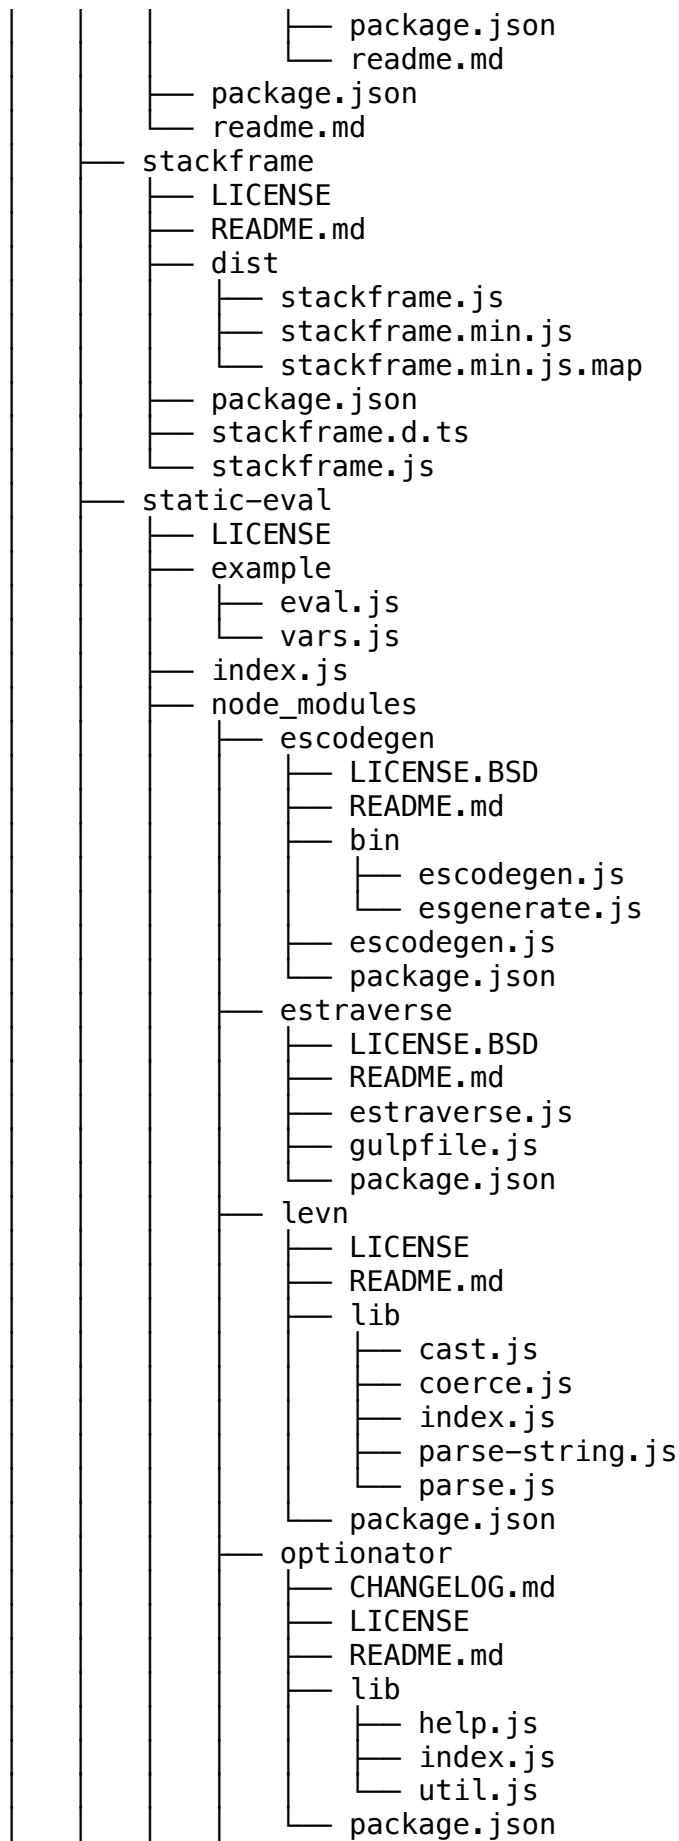 │   │   │       ├── package.json
│   │   │       └── readme.md
│   │   ├── package.json
│   │   └── readme.md
│   ├── stackframe
│   │   ├── LICENSE
│   │   ├── README.md
│   │   ├── dist
│   │   │   ├── stackframe.js
│   │   │   ├── stackframe.min.js
│   │   │   └── stackframe.min.js.map
│   │   ├── package.json
│   │   ├── stackframe.d.ts
│   │   └── stackframe.js
│   ├── static-eval
│   │   ├── LICENSE
│   │   ├── example
│   │   │   ├── eval.js
│   │   │   └── vars.js
│   │   ├── index.js
│   │   ├── node_modules
│   │   │   ├── escodegen
│   │   │   │   ├── LICENSE.BSD
│   │   │   │   ├── README.md
│   │   │   │   ├── bin
│   │   │   │   │   ├── escodegen.js
│   │   │   │   │   └── esgenerate.js
│   │   │   │   ├── escodegen.js
│   │   │   │   └── package.json
│   │   │   ├── estraverse
│   │   │   │   ├── LICENSE.BSD
│   │   │   │   ├── README.md
│   │   │   │   ├── estraverse.js
│   │   │   │   ├── gulpfile.js
│   │   │   │   └── package.json
│   │   │   ├── levn
│   │   │   │   ├── LICENSE
│   │   │   │   ├── README.md
│   │   │   │   ├── lib
│   │   │   │   │   ├── cast.js
│   │   │   │   │   ├── coerce.js
│   │   │   │   │   ├── index.js
│   │   │   │   │   ├── parse-string.js
│   │   │   │   │   └── parse.js
│   │   │   │   └── package.json
│   │   │   ├── optionator
│   │   │   │   ├── CHANGELOG.md
│   │   │   │   ├── LICENSE
│   │   │   │   ├── README.md
│   │   │   │   ├── lib
│   │   │   │   │   ├── help.js
│   │   │   │   │   ├── index.js
│   │   │   │   │   └── util.js
│   │   │   │   └── package.json